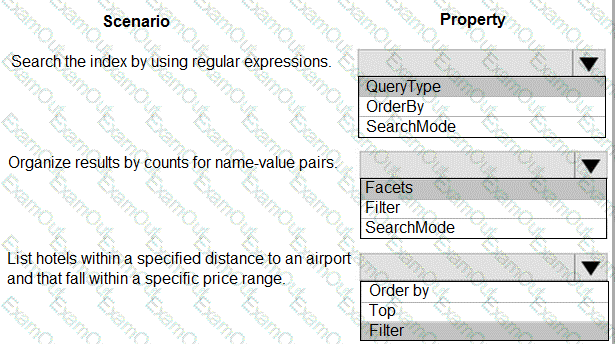 Scenario Property
Search the index by using regular expressions.
QueryType
OrderBy
SearchMode
Organize results by counts for name-value pairs.
Facets
Filter
SearchMode
List hotels within a specified distance to an airport
and that fall within a specific price range.
Order by
Top
Filter